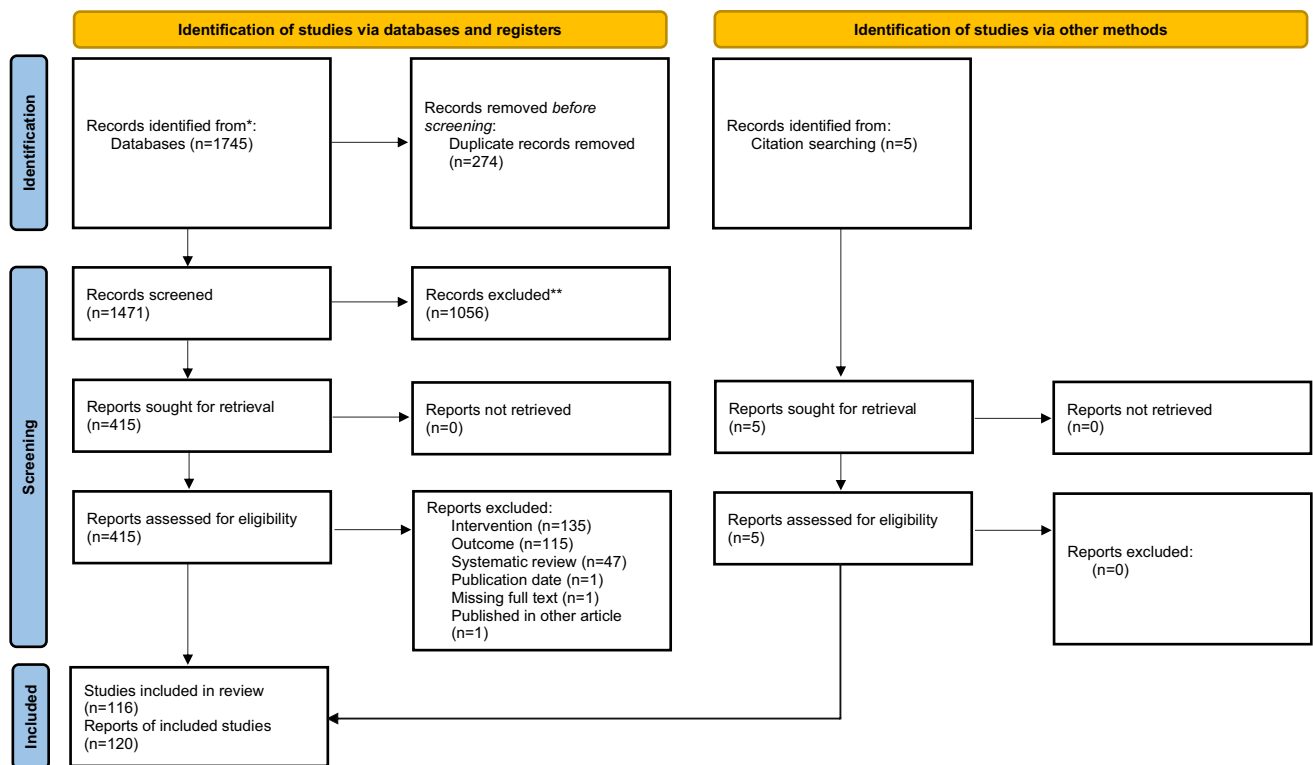 Identification of studies via databases and registers
Identification of studies via other methods
Identification
Records identified from*:
Databases (n=1745)
Records removed before
screening:
Duplicate records removed
(n=274)
Records identified from:
Citation searching (n=5)
Screening
Records screened
(n=1471)
Records excluded**
(n=1056)
Reports sought for retrieval
(n=415)
Reports not retrieved
(n=0)
Reports sought for retrieval
(n=5)
Reports not retrieved
(n=0)
Reports assessed for eligibility
(n=415)
Reports excluded:
Intervention (n=135)
Outcome (n=115)
Systematic review (n=47)
Publication date (n=1)
Missing full text (n=1)
Published in other article
(n=1)
Reports assessed for eligibility
(n=5)
Reports excluded:
(n=0)
Included
Studies included in review
(n=116)
Reports of included studies
(n=120)